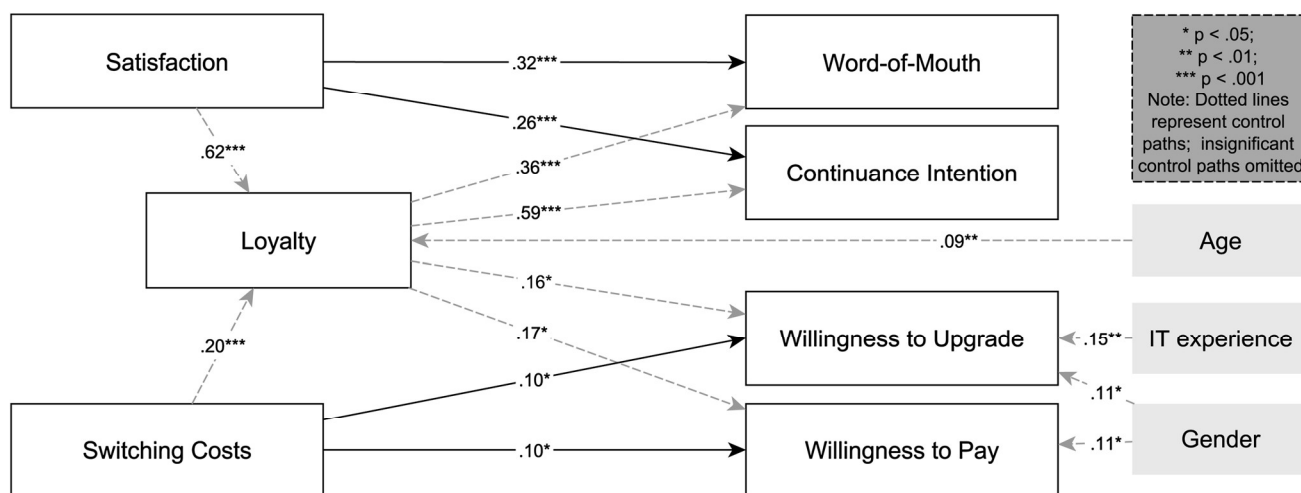 Satisfaction
.32***
Word-of-Mouth
* p < .05;
** p < .01;
*** p < .001
Note: Dotted lines
represent control
paths;  insignificant
control paths omitted
.26***
.62***
.36***
Continuance Intention
.59***
Loyalty
.09**
Age
.16*
.17*
Willingness to Upgrade
.15**
IT experience
.20***
.10*
.11*
Switching Costs
.10*
Willingness to Pay
.11*
Gender